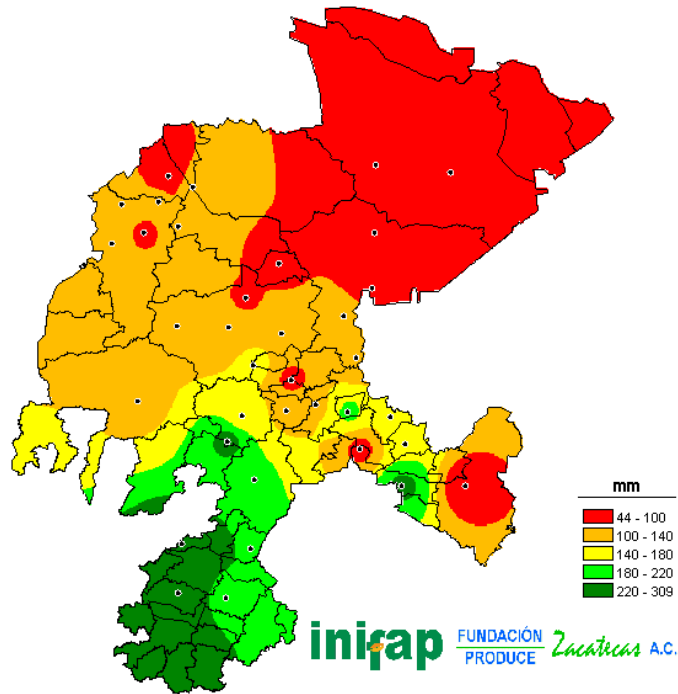 mm
44 - 100
100 - 140
140 - 180
180 - 220
220 - 309
inifap
FUNDACIÓN
PRODUCE
Zacatecas A.C.